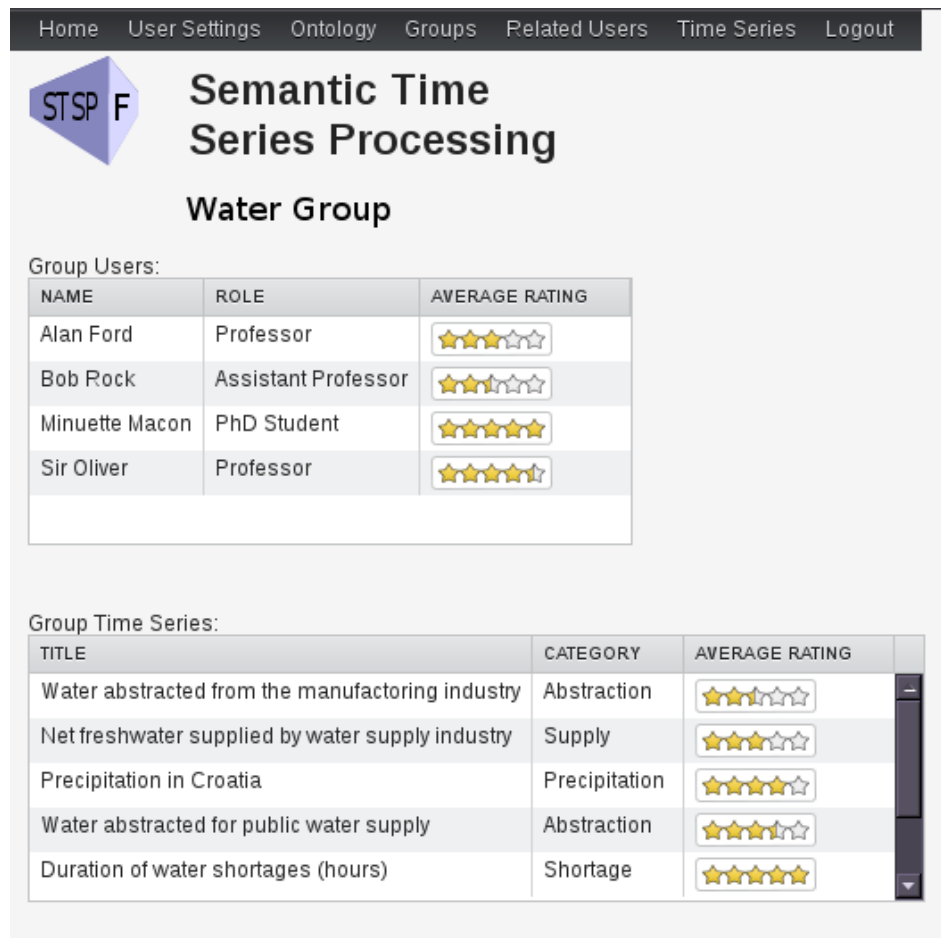 Home User Settings Ontology Groups Related Users Time Series Logout
STSP F
Semantic Time
Series Processing
Water Group
Group Users:
NAME ROLE AVERAGE RATING
Alan Ford Professor
Bob Rock Assistant Professor
Minuette Macon PhD Student
Sir Oliver Professor
Group Time Series:
TITLE CATEGORY AVERAGE RATING
Water abstracted from the manufactoring industry Abstraction
Net freshwater supplied by water supply industry Supply
Precipitation in Croatia Precipitation
Water abstracted for public water supply Abstraction
Duration of water shortages (hours) Shortage